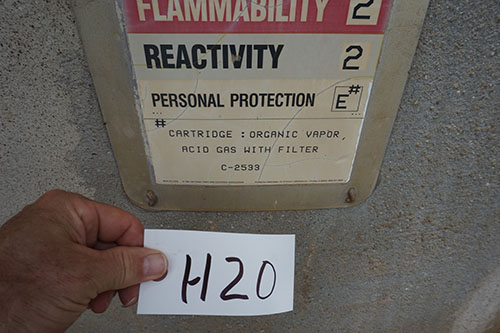 FLAMMABILITY 2
REACTIVITY 2
PERSONAL PROTECTION E#
#
CARTRIDGE : ORGANIC VAPOR,
ACID GAS WITH FILTER
C-2533
H20